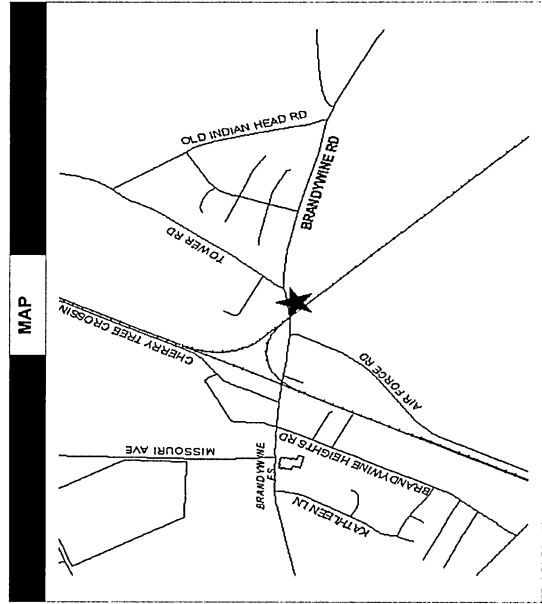 MAP
OLD INDIAN HEAD RD
BRANDYWINE RD
TOWER RD
CHERRY TREE CROSSIN
AIR FORCE RD
MISSOURI AVE
BRANDYWINE
E.S.
BRANDYWINE HEIGHTS RD
KATHLEEN LN